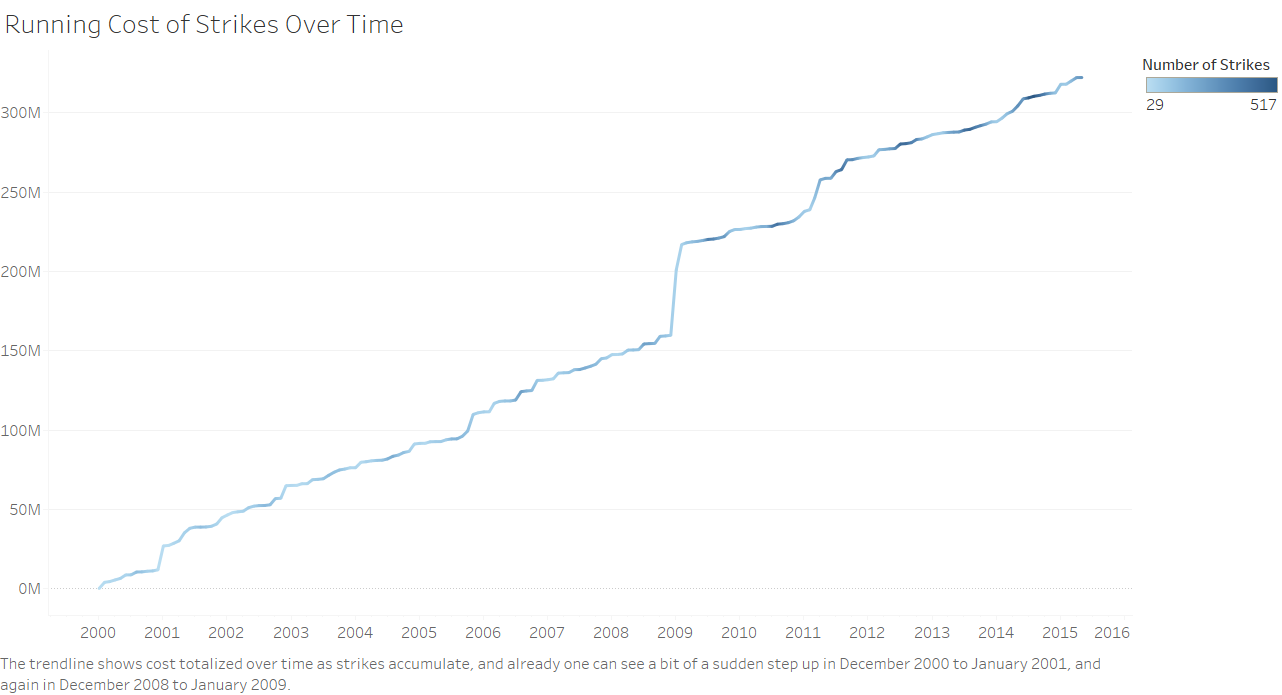 Running Cost of Strikes Over Time
Number of Strikes
29 517
300M
250M
200M
150M
100M
50M
0M
2000 2001 2002 2003 2004 2005 2006 2007 2008 2009 2010 2011 2012 2013 2014 2015 2016
The trendline shows cost totalized over time as strikes accumulate, and already one can see a bit of a sudden step up in December 2000 to January 2001, and
again in December 2008 to January 2009.